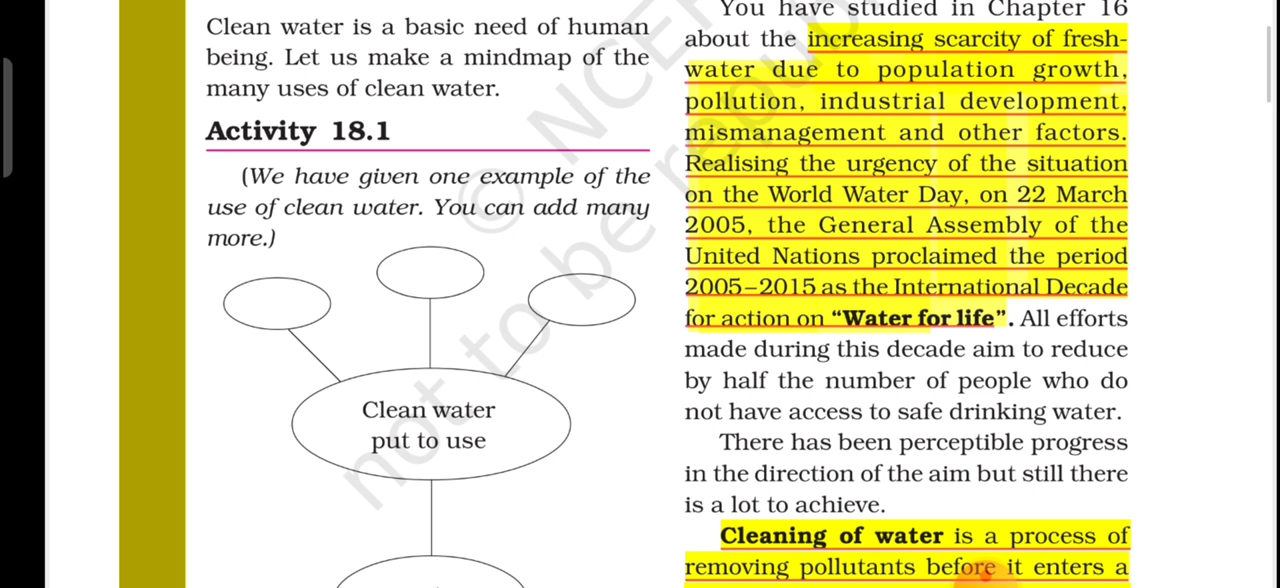 Clean water is a basic need of human
being. Let us make a mindmap of the
many uses of clean water.
Activity 18.1
(We have given one example of the
use of clean water. You can add many
more.)
Clean water
put to use
You have studied in Chapter 16
about the increasing scarcity of fresh-
water due to population growth,
pollution, industrial development,
mismanagement and other factors.
Realising the urgency of the situation
on the World Water Day, on 22 March
2005, the General Assembly of the
United Nations proclaimed the period
2005–2015 as the International Decade
for action on “Water for life”. All efforts
made during this decade aim to reduce
by half the number of people who do
not have access to safe drinking water.
There has been perceptible progress
in the direction of the aim but still there
is a lot to achieve.
Cleaning of water is a process of
removing pollutants before it enters a
© NCE
not to be repub